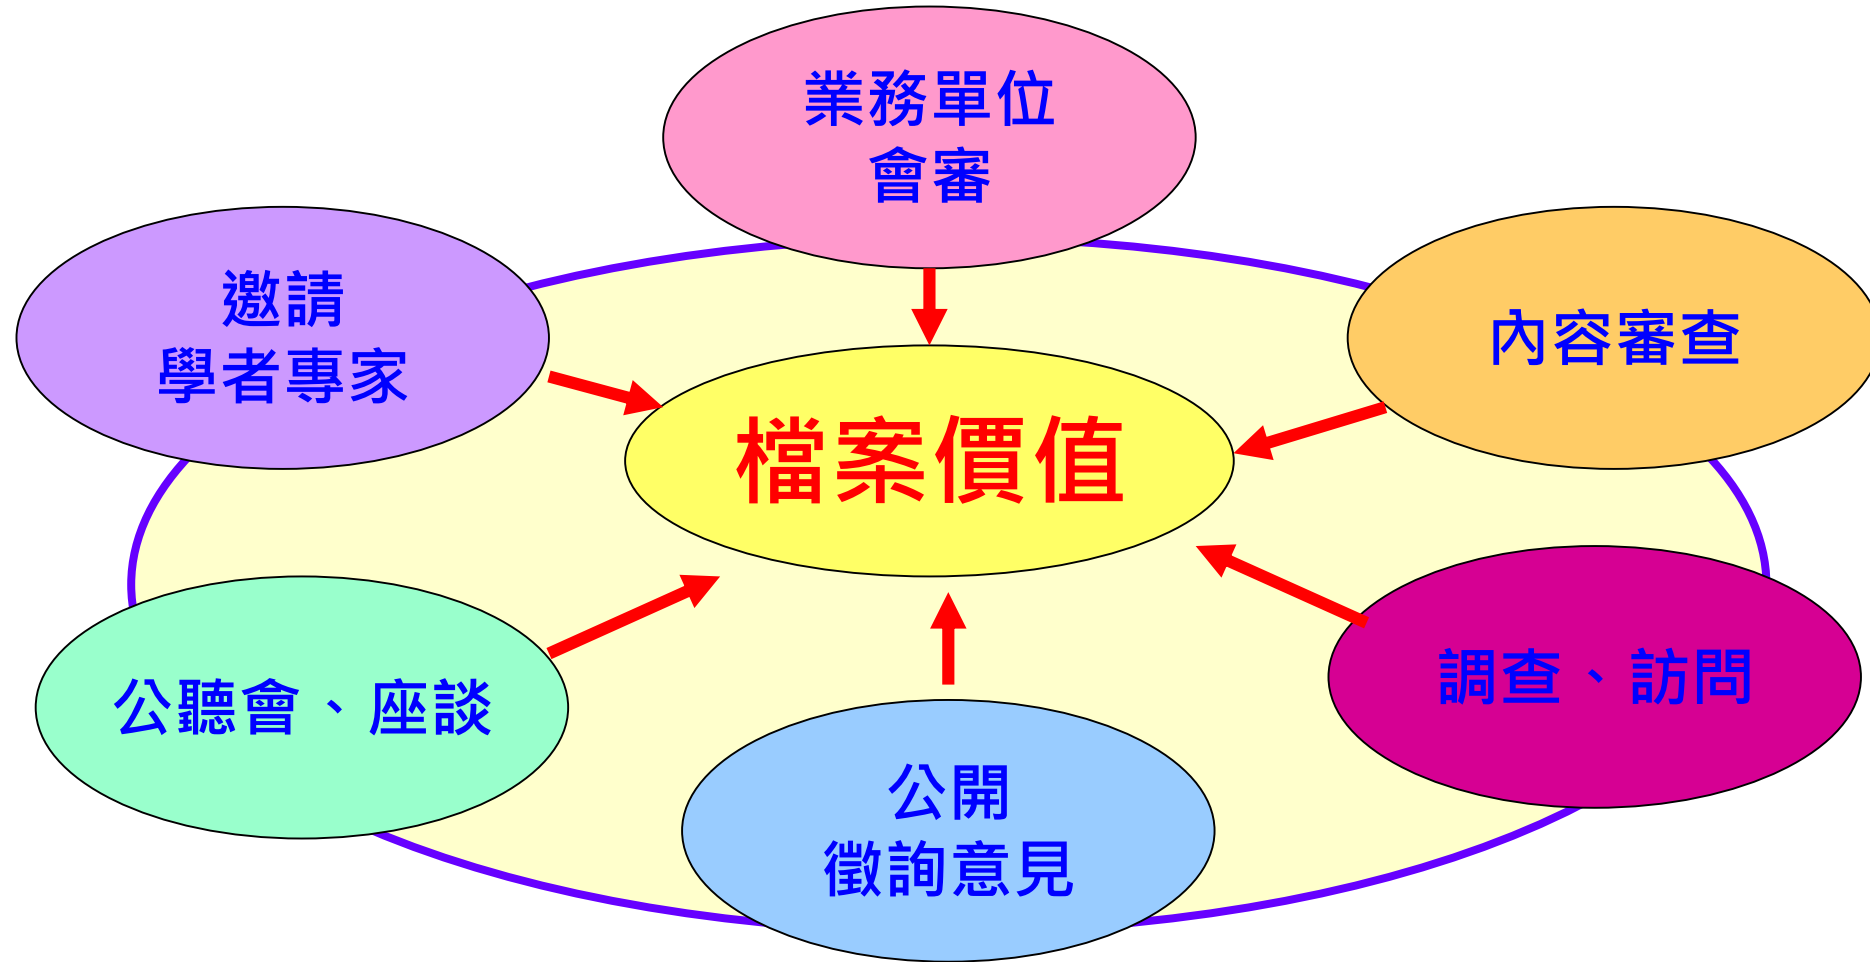 業務單位
會審
邀請
學者專家
內容審查
檔案價值
公聽會、座談
調查、訪問
公開
徵詢意見